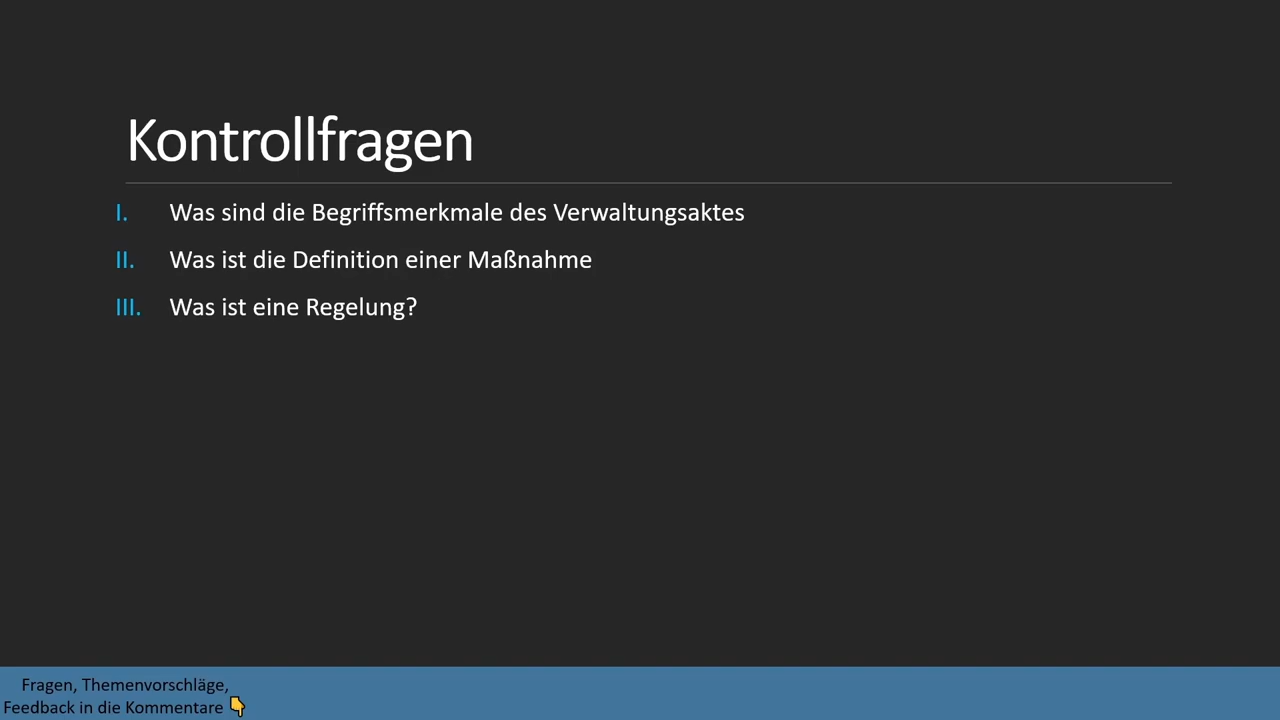 Kontrollfragen
I. Was sind die Begriffsmerkmale des Verwaltungsaktes
II. Was ist die Definition einer Maßnahme
III. Was ist eine Regelung?
Fragen, Themenvorschläge,
Feedback in die Kommentare 👇